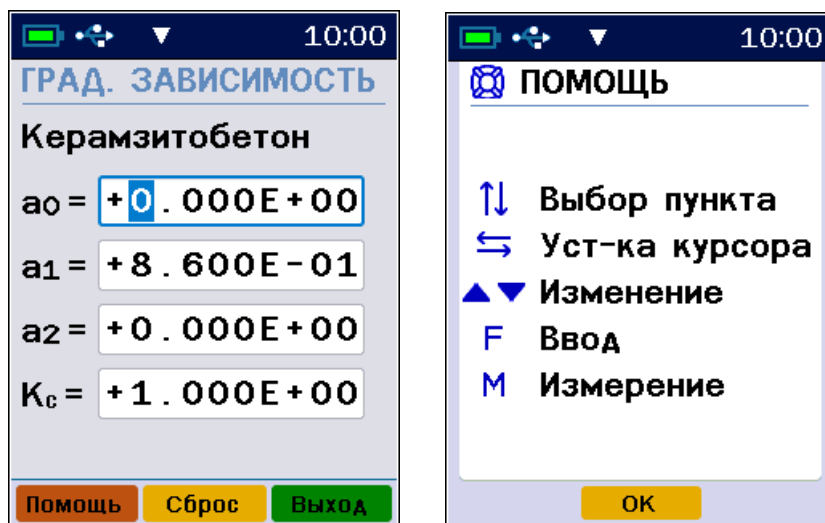 10:00
ГРАД. ЗАВИСИМОСТЬ
Керамзитобетон
a0 = +0.000E+00
a1 = +8.600E-01
a2 = +0.000E+00
Kc = +1.000E+00
Помощь Сброс Выход
10:00
ПОМОЩЬ
↑↓ Выбор пункта
⇆ Уст-ка курсора
▲▼ Изменение
F Ввод
M Измерение
OK